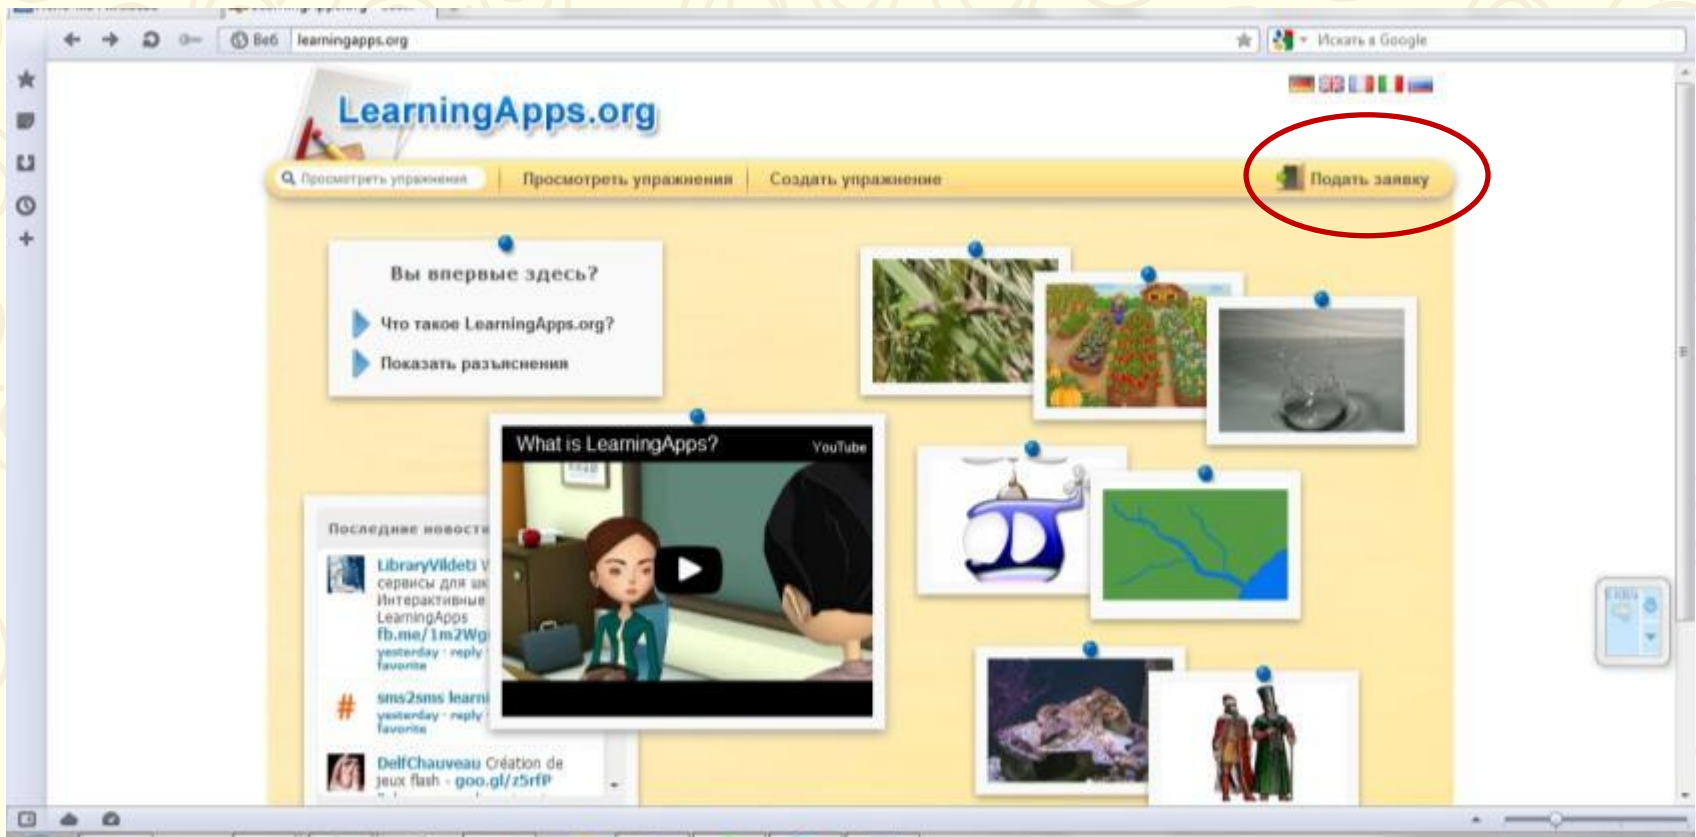 Веб learningapps.org
Искать в Google
LearningApps.org
Просмотреть упражнения
Просмотреть упражнения
Создать упражнение
Подать заявку
Вы впервые здесь?
Что такое LearningApps.org?
Показать разъяснения
What is LearningApps? YouTube
Последние новости
LibraryVildeti
сервисы для
Интерактивные
LearningApps
fb.me/1m2Wg
yesterday · reply
favorite
# sms2sms learni
yesterday · reply
favorite
DelfChauveau Création de
jeux flash - goo.gl/z5rfP